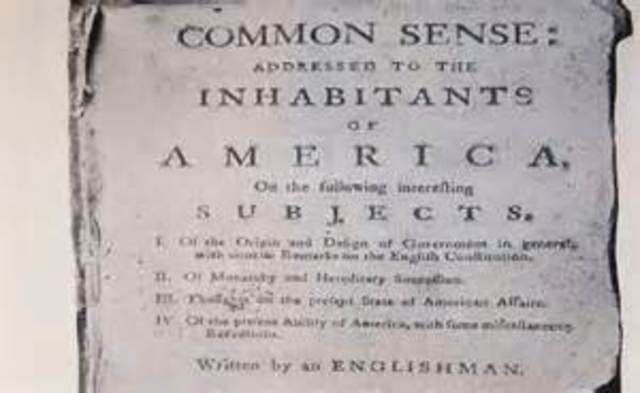 COMMON SENSE:
ADDRESSED TO THE
INHABITANTS
OF
AMERICA,
On the following intereſting
SUBJECTS.
I. Of the Origin and Deſign of Government in general,
with conciſe Remarks on the Engliſh Conſtitution.
II. Of Monarchy and Hereditary Succeſſion.
III. Thoughts on the preſent State of American Affairs.
IV. Of the preſent Ability of America, with ſome miſcellaneous
Reflections.
Written by an ENGLISHMAN.